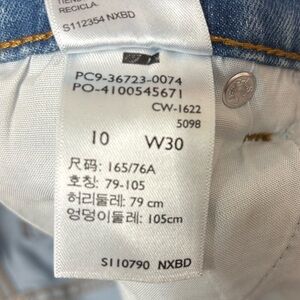 RECICLA.
S112354 NXBD
PC9-36723-0074
PO-4100545671
CW-1622
5098
10 W30
尺码: 165/76A
호칭: 79-105
허리둘레: 79 cm
엉덩이둘레: 105cm
S110790 NXBD